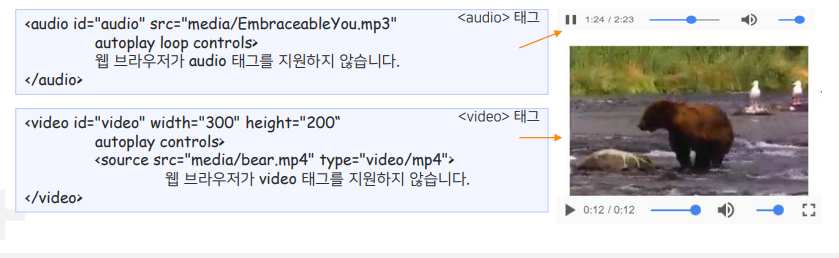 <audio id="audio" src="media/EmbraceableYou.mp3"
autoplay loop controls>
웹 브라우저가 audio 태그를 지원하지 않습니다.
</audio>
<audio> 태그
1:24 / 2:23
<video id="video" width="300" height="200“
autoplay controls>
<source src="media/bear.mp4" type="video/mp4">
웹 브라우저가 video 태그를 지원하지 않습니다.
</video>
<video> 태그
0:12 / 0:12